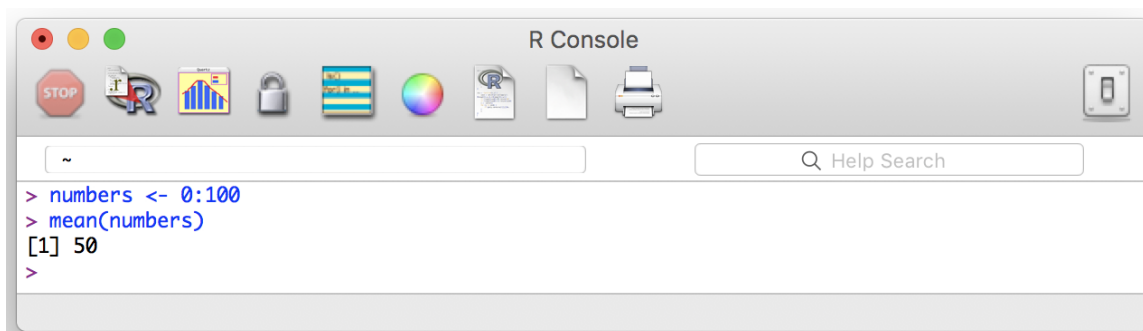 R Console
STOP
~
Help Search
> numbers <- 0:100
> mean(numbers)
[1] 50
>